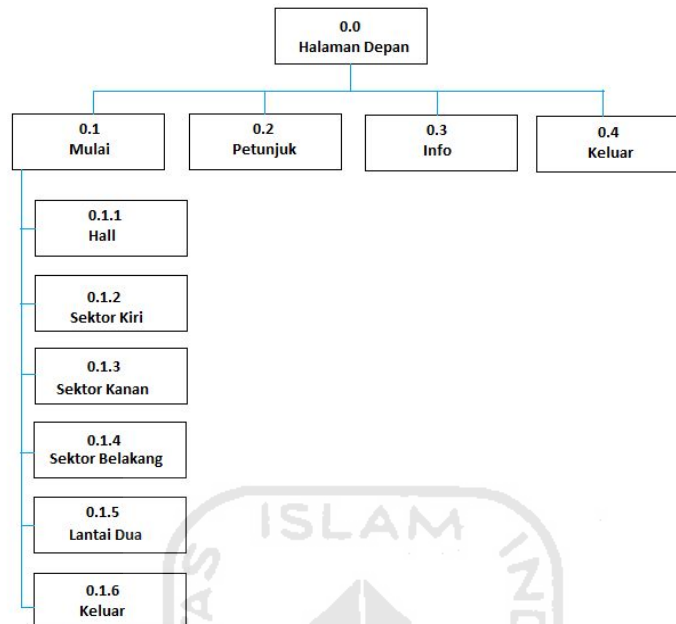 0.0
Halaman Depan
0.1
Mulai
0.2
Petunjuk
0.3
Info
0.4
Keluar
0.1.1
Hall
0.1.2
Sektor Kiri
0.1.3
Sektor Kanan
0.1.4
Sektor Belakang
0.1.5
Lantai Dua
0.1.6
Keluar
ISLAM